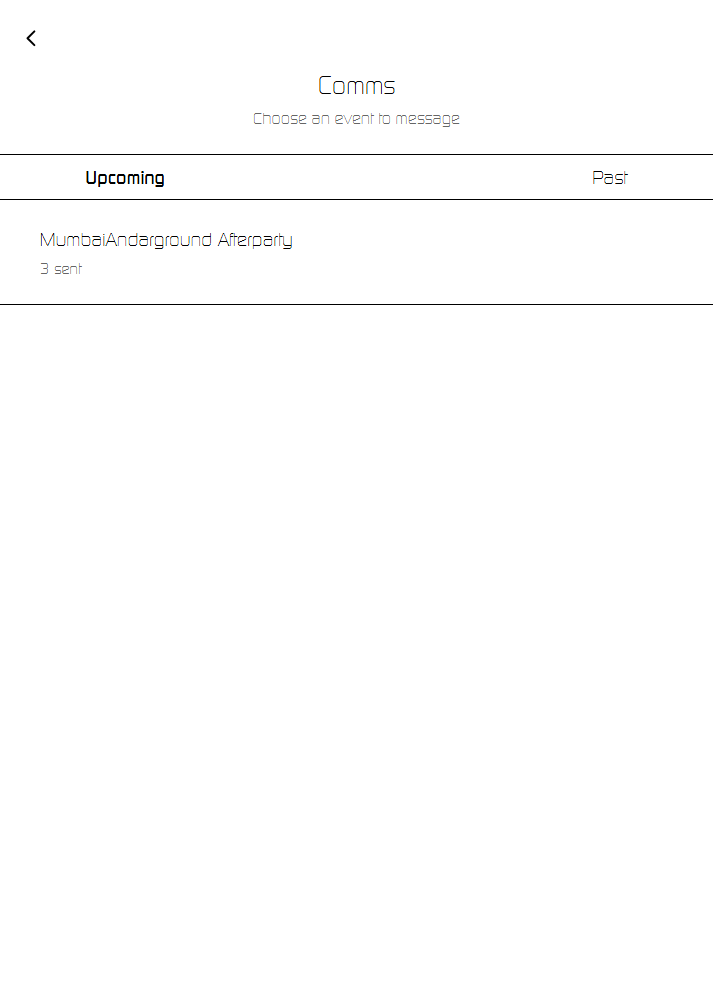 Comms
Choose an event to message
Upcoming
Past
MumbaiAndarground Afterparty
3 sent